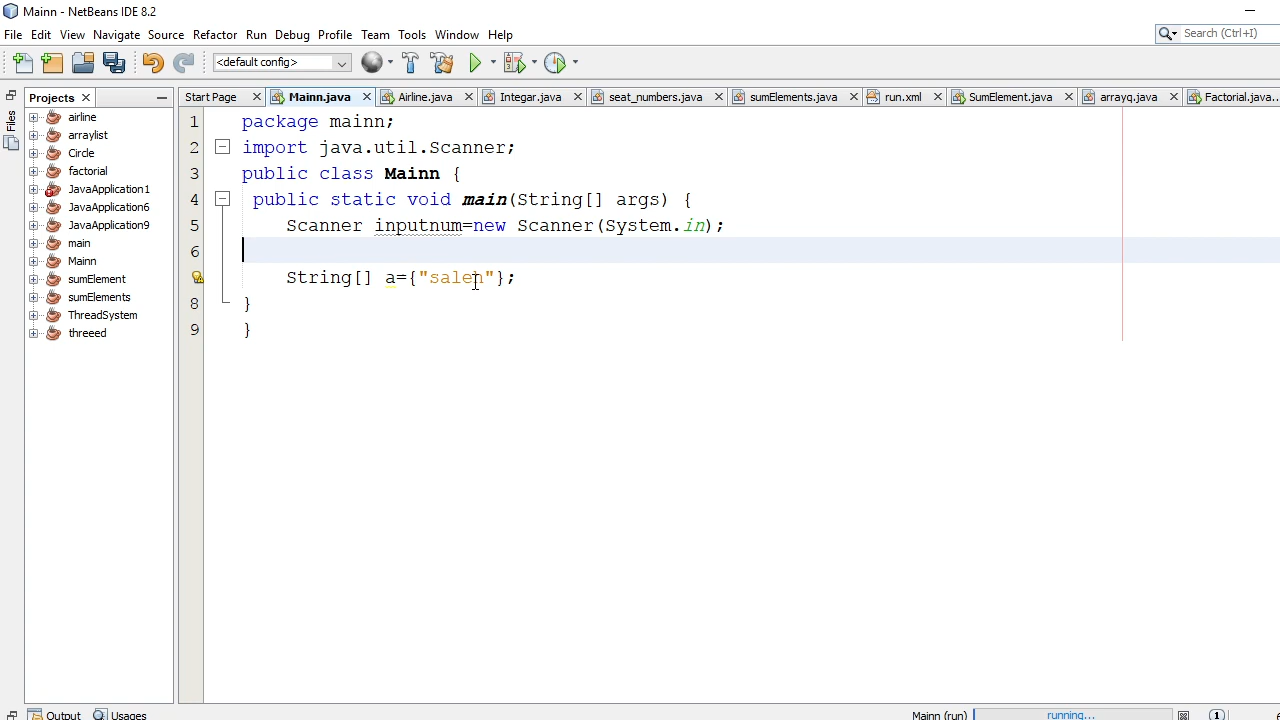 Mainn - NetBeans IDE 8.2
File Edit View Navigate Source Refactor Run Debug Profile Team Tools Window Help
Search (Ctrl+I)
<default config>
Projects
Start Page Mainn.java Airline.java Integar.java seat_numbers.java sumElements.java run.xml SumElement.java arrayq.java Factorial.java...
Files
airline
arraylist
Circle
factorial
JavaApplication1
JavaApplication6
JavaApplication9
main
Mainn
sumElement
sumElements
ThreadSystem
threeed
1 package mainn;
2 import java.util.Scanner;
3 public class Mainn {
4 public static void main(String[] args) {
5 Scanner inputnum=new Scanner(System.in);
6
String[] a={"saleh"};
8 }
9 }
Output Usages Mainn (run) running... 1